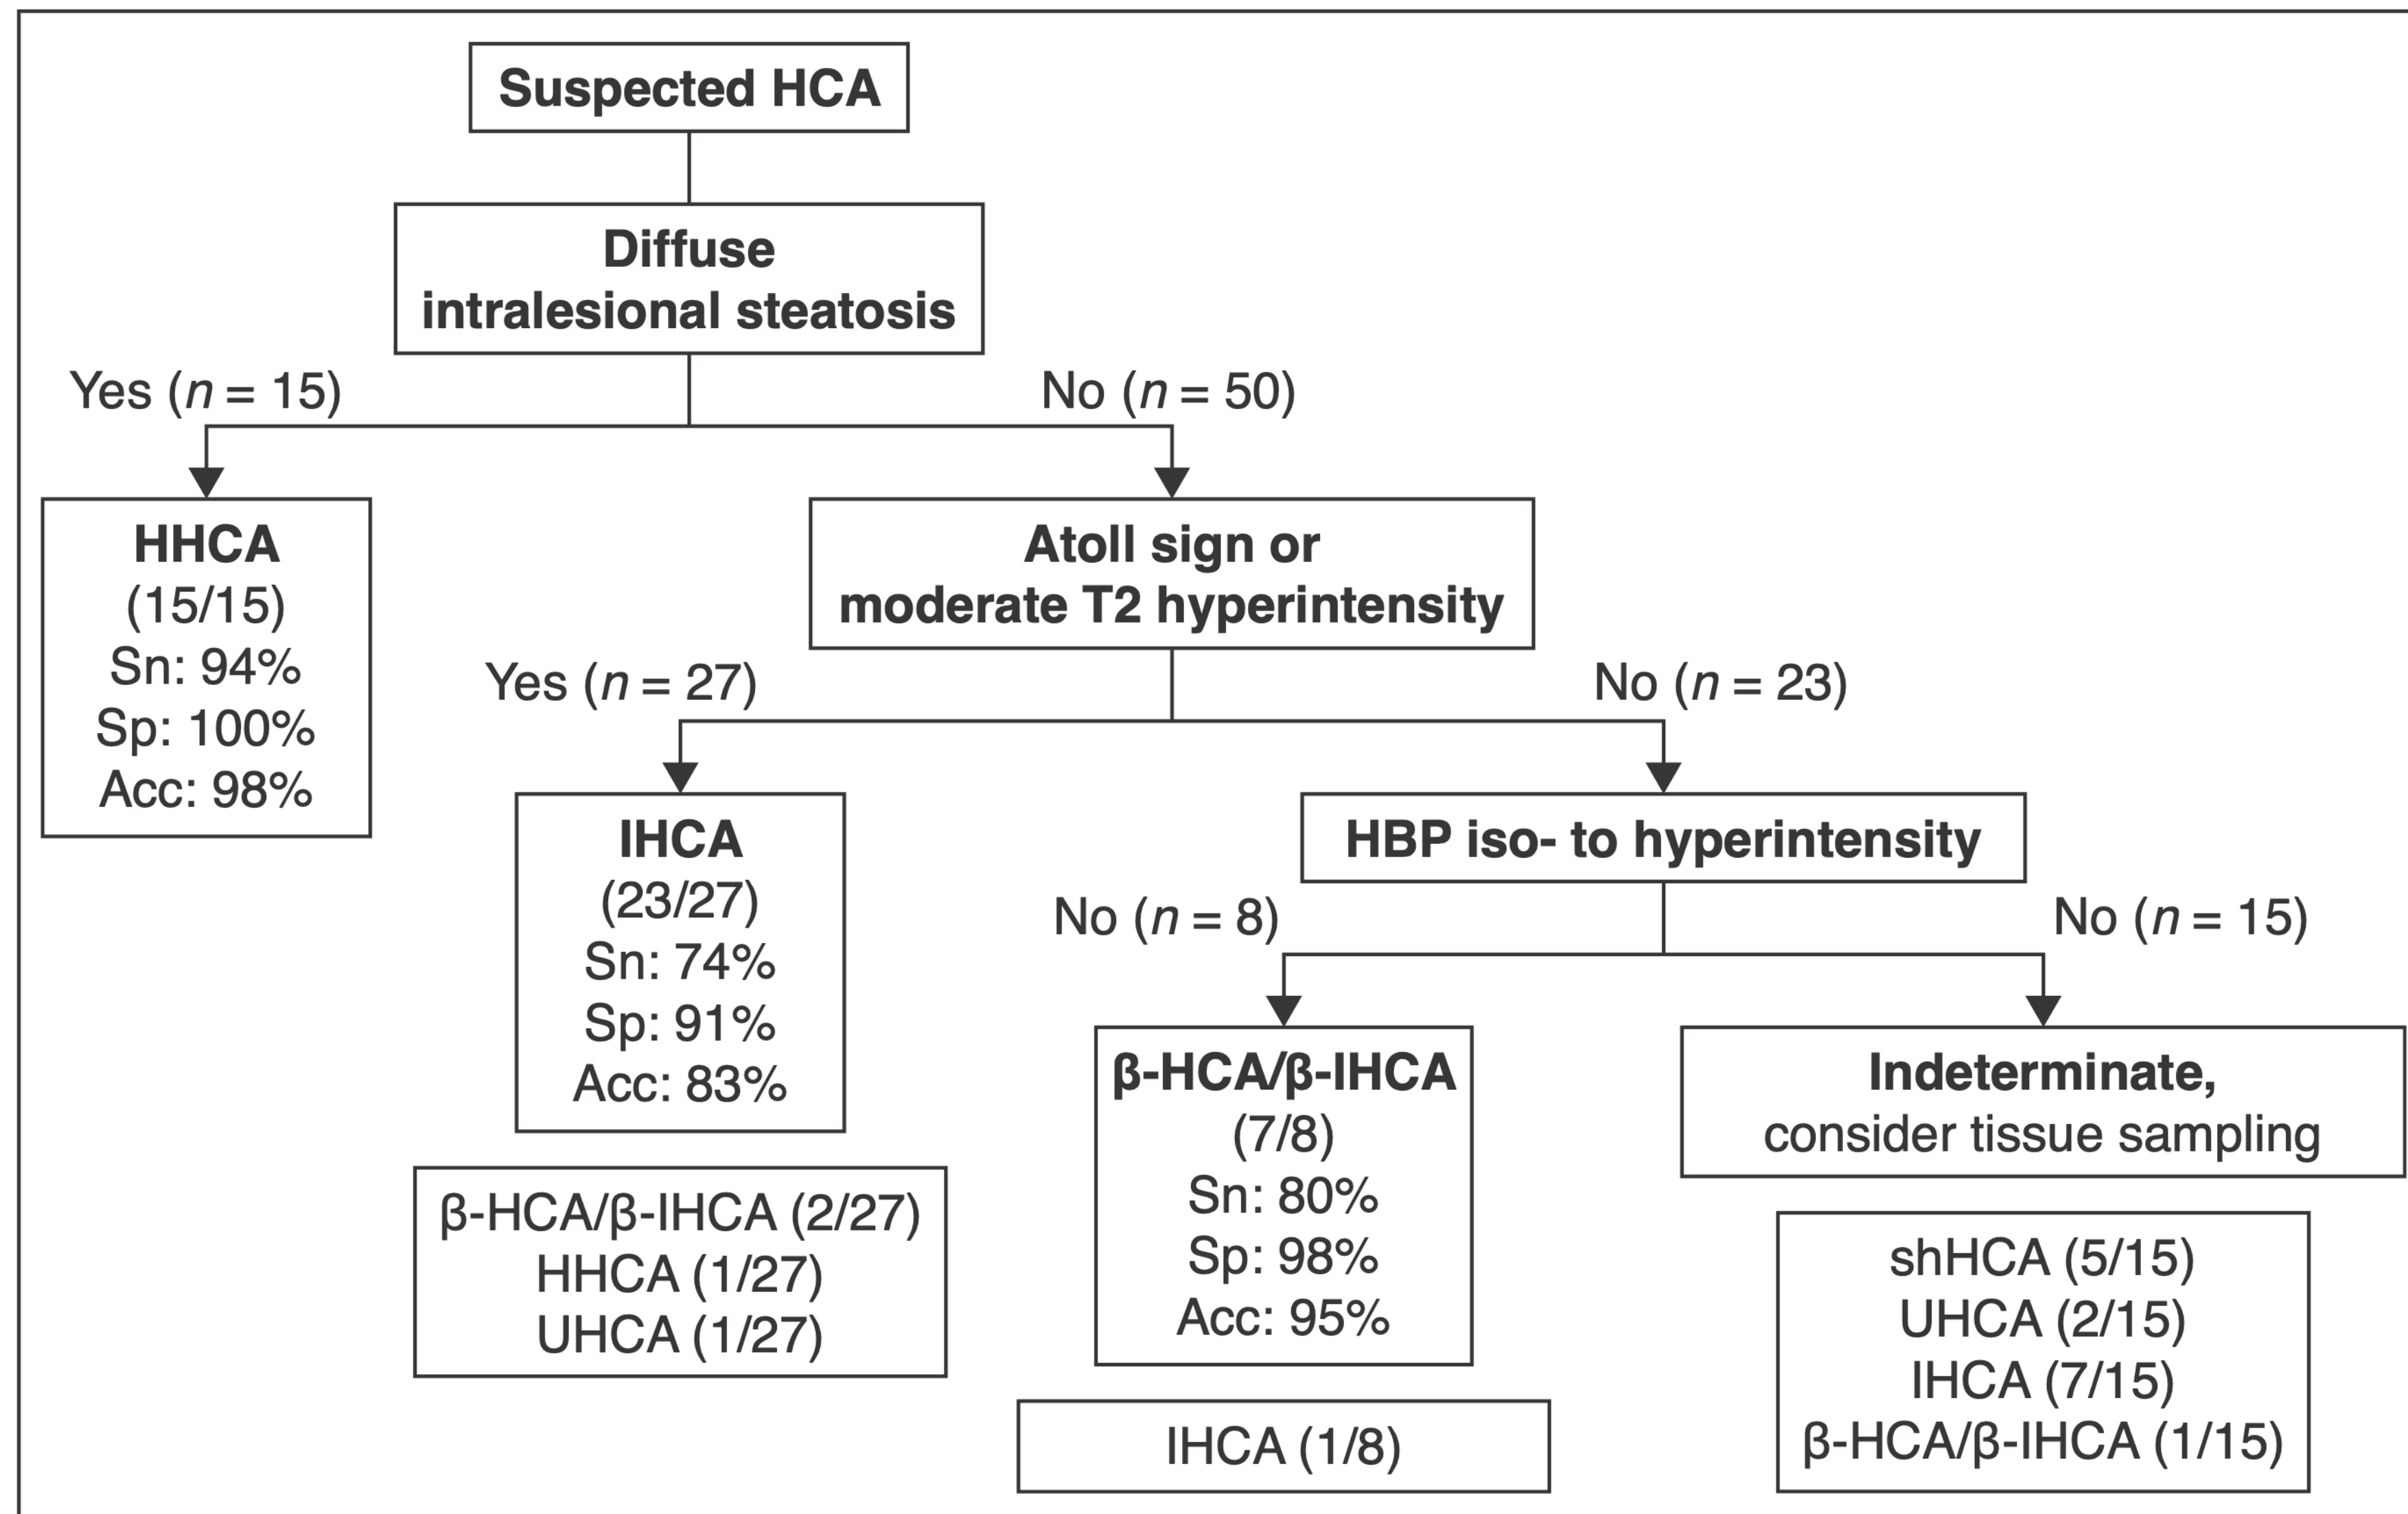 Suspected HCA
Diffuse
intralesional steatosis
Yes (n = 15)
No (n = 50)
HHCA
(15/15)
Sn: 94%
Sp: 100%
Acc: 98%
Atoll sign or
moderate T2 hyperintensity
Yes (n = 27)
No (n = 23)
IHCA
(23/27)
Sn: 74%
Sp: 91%
Acc: 83%
β-HCA/β-IHCA (2/27)
HHCA (1/27)
UHCA (1/27)
HBP iso- to hyperintensity
No (n = 8)
No (n = 15)
β-HCA/β-IHCA
(7/8)
Sn: 80%
Sp: 98%
Acc: 95%
IHCA (1/8)
Indeterminate,
consider tissue sampling
shHCA (5/15)
UHCA (2/15)
IHCA (7/15)
β-HCA/β-IHCA (1/15)